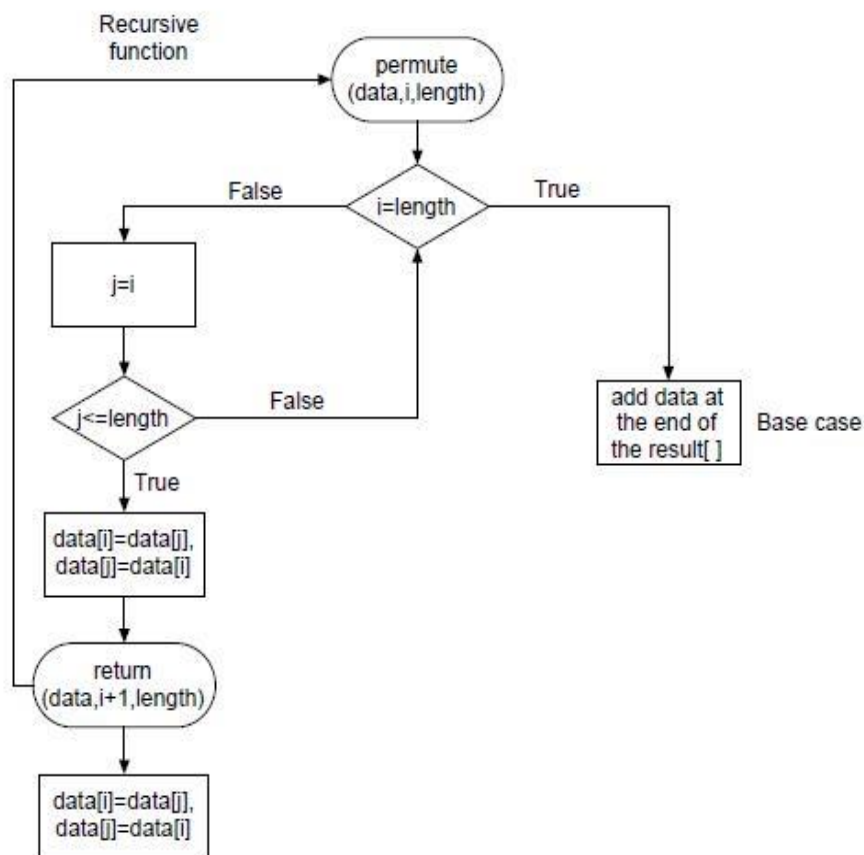 Recursive
function
permute
(data,i,length)
False
i=length
True
j=i
j<=length
False
add data at
the end of
the result[ ]
Base case
True
data[i]=data[j],
data[j]=data[i]
return
(data,i+1,length)
data[i]=data[j],
data[j]=data[i]